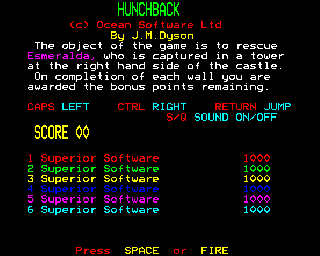 HUNCHBACK
(c) Ocean Software Ltd
By J.M.Dyson
The object of the game is to rescue
Esmeralda, who is captured in a tower
at the right hand side of the castle.
On completion of each wall you are
awarded the bonus points remaining.
CAPS LEFT CTRL RIGHT RETURN JUMP
S/Q SOUND ON/OFF
SCORE 00
1 Superior Software 1000
2 Superior Software 1000
3 Superior Software 1000
4 Superior Software 1000
5 Superior Software 1000
6 Superior Software 1000
Press SPACE or FIRE